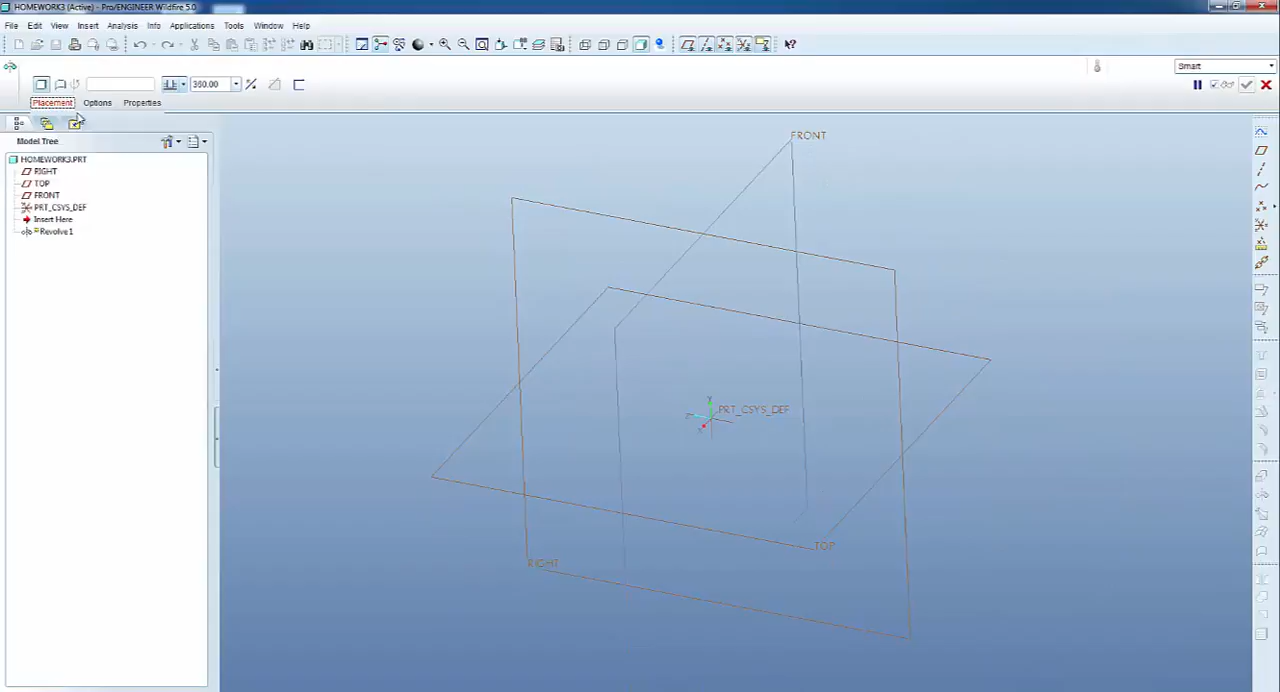 HOMEWORK3 (Active) - Pro/ENGINEER Wildfire 5.0
File Edit View Insert Analysis Info Applications Tools Window Help
Smart
360.00
Placement Options Properties
Model Tree
HOMEWORK3.PRT
RIGHT
TOP
FRONT
PRT_CSYS_DEF
Insert Here
Revolve 1
FRONT
Y
PRT_CSYS_DEF
Z
X
TOP
RIGHT